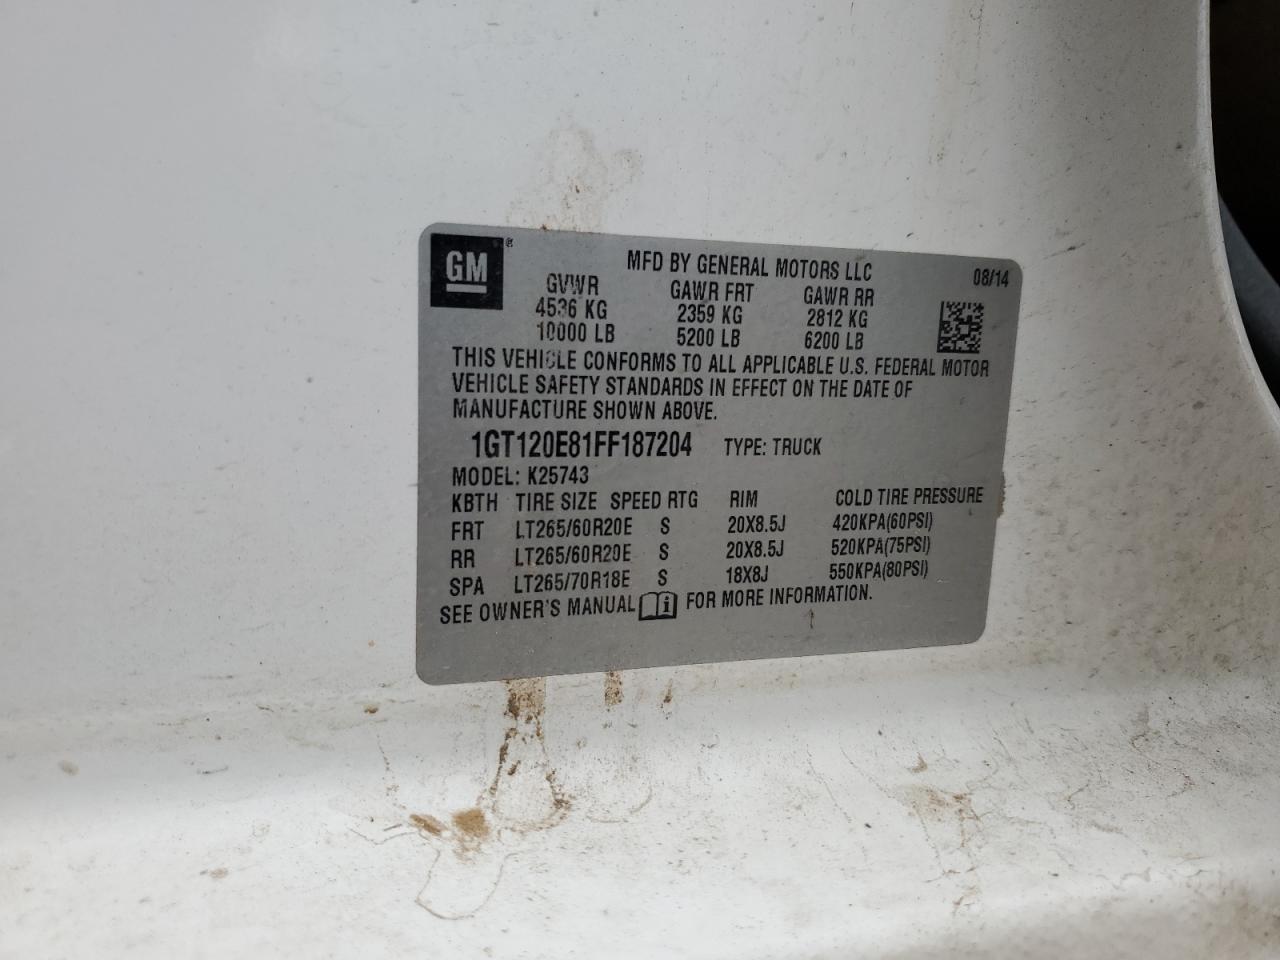 GM ®
MFD BY GENERAL MOTORS LLC 08/14
GVWR GAWR FRT GAWR RR
4536 KG 2359 KG 2812 KG
10000 LB 5200 LB 6200 LB
THIS VEHICLE CONFORMS TO ALL APPLICABLE U.S. FEDERAL MOTOR
VEHICLE SAFETY STANDARDS IN EFFECT ON THE DATE OF
MANUFACTURE SHOWN ABOVE.
1GT120E81FF187204 TYPE: TRUCK
MODEL: K25743
KBTH TIRE SIZE SPEED RTG RIM COLD TIRE PRESSURE
FRT LT265/60R20E S 20X8.5J 420KPA(60PSI)
RR LT265/60R20E S 20X8.5J 520KPA(75PSI)
SPA LT265/70R18E S 18X8J 550KPA(80PSI)
SEE OWNER'S MANUAL FOR MORE INFORMATION.